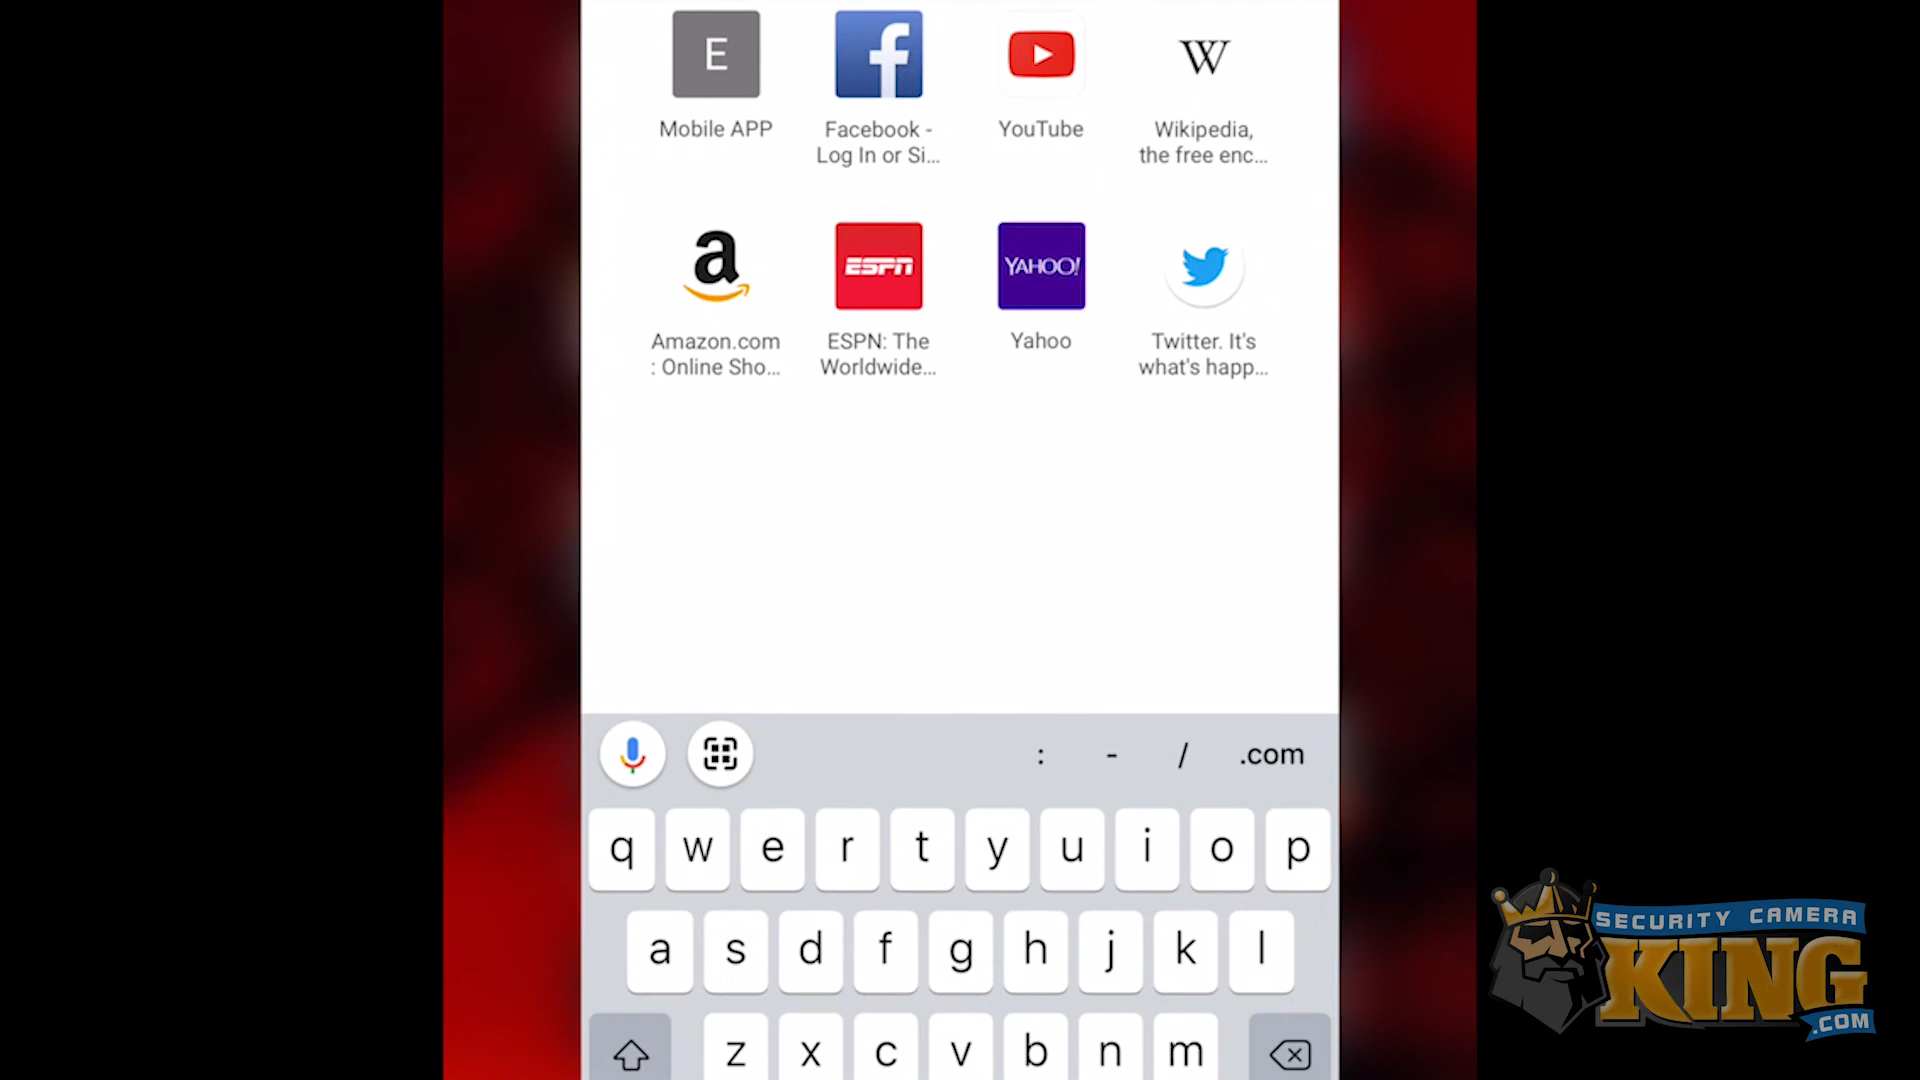 E
W
Mobile APP
Facebook -
Log In or Si...
YouTube
Wikipedia,
the free enc...
a
ESPN
YAHOO!
Amazon.com
: Online Sho...
ESPN: The
Worldwide...
Yahoo
Twitter. It's
what's happ...
: - / .com
q w e r t y u i o p
a s d f g h j k l
z x c v b n m
SECURITY CAMERA
KING
.COM